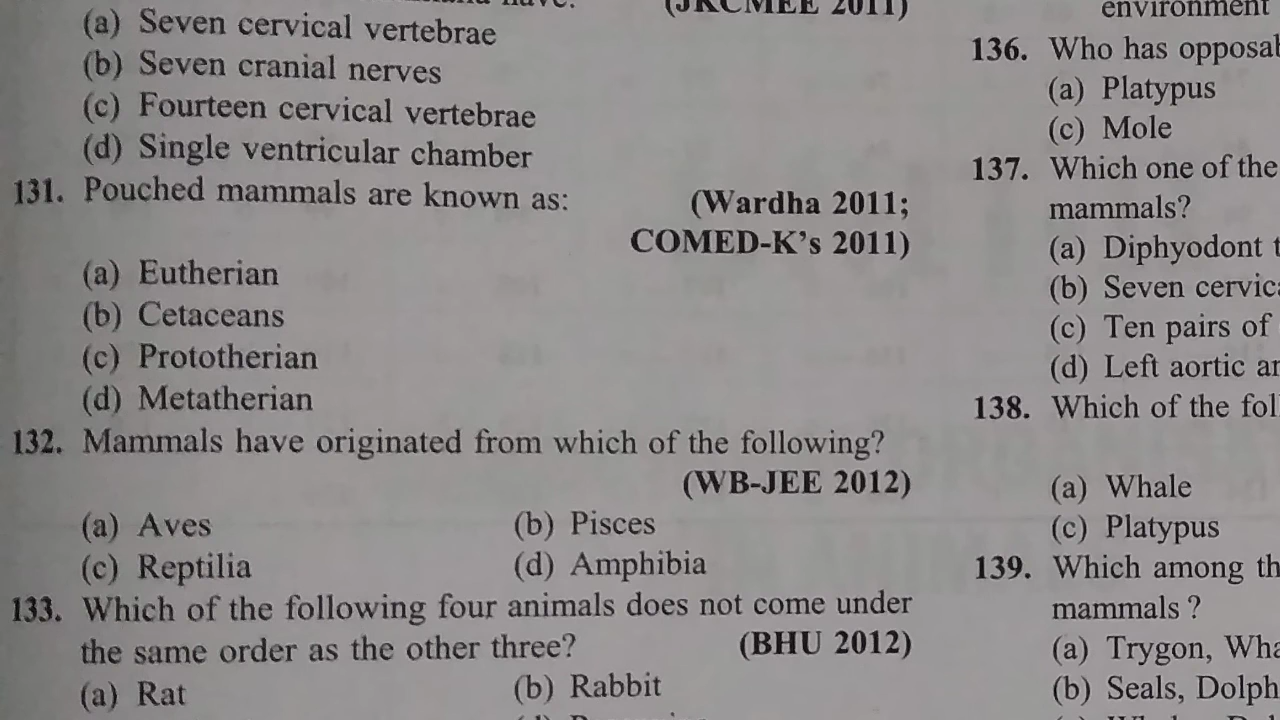 have:
(JKCMEE 2011)
(a) Seven cervical vertebrae
(b) Seven cranial nerves
(c) Fourteen cervical vertebrae
(d) Single ventricular chamber
131. Pouched mammals are known as:
(Wardha 2011;
COMED-K's 2011)
(a) Eutherian
(b) Cetaceans
(c) Prototherian
(d) Metatherian
132. Mammals have originated from which of the following?
(WB-JEE 2012)
(a) Aves (b) Pisces
(c) Reptilia (d) Amphibia
133. Which of the following four animals does not come under
the same order as the other three? (BHU 2012)
(a) Rat (b) Rabbit
environment
136. Who has opposab
(a) Platypus
(c) Mole
137. Which one of the
mammals?
(a) Diphyodont t
(b) Seven cervica
(c) Ten pairs of
(d) Left aortic ar
138. Which of the fol
(a) Whale
(c) Platypus
139. Which among th
mammals ?
(a) Trygon, Wha
(b) Seals, Dolph